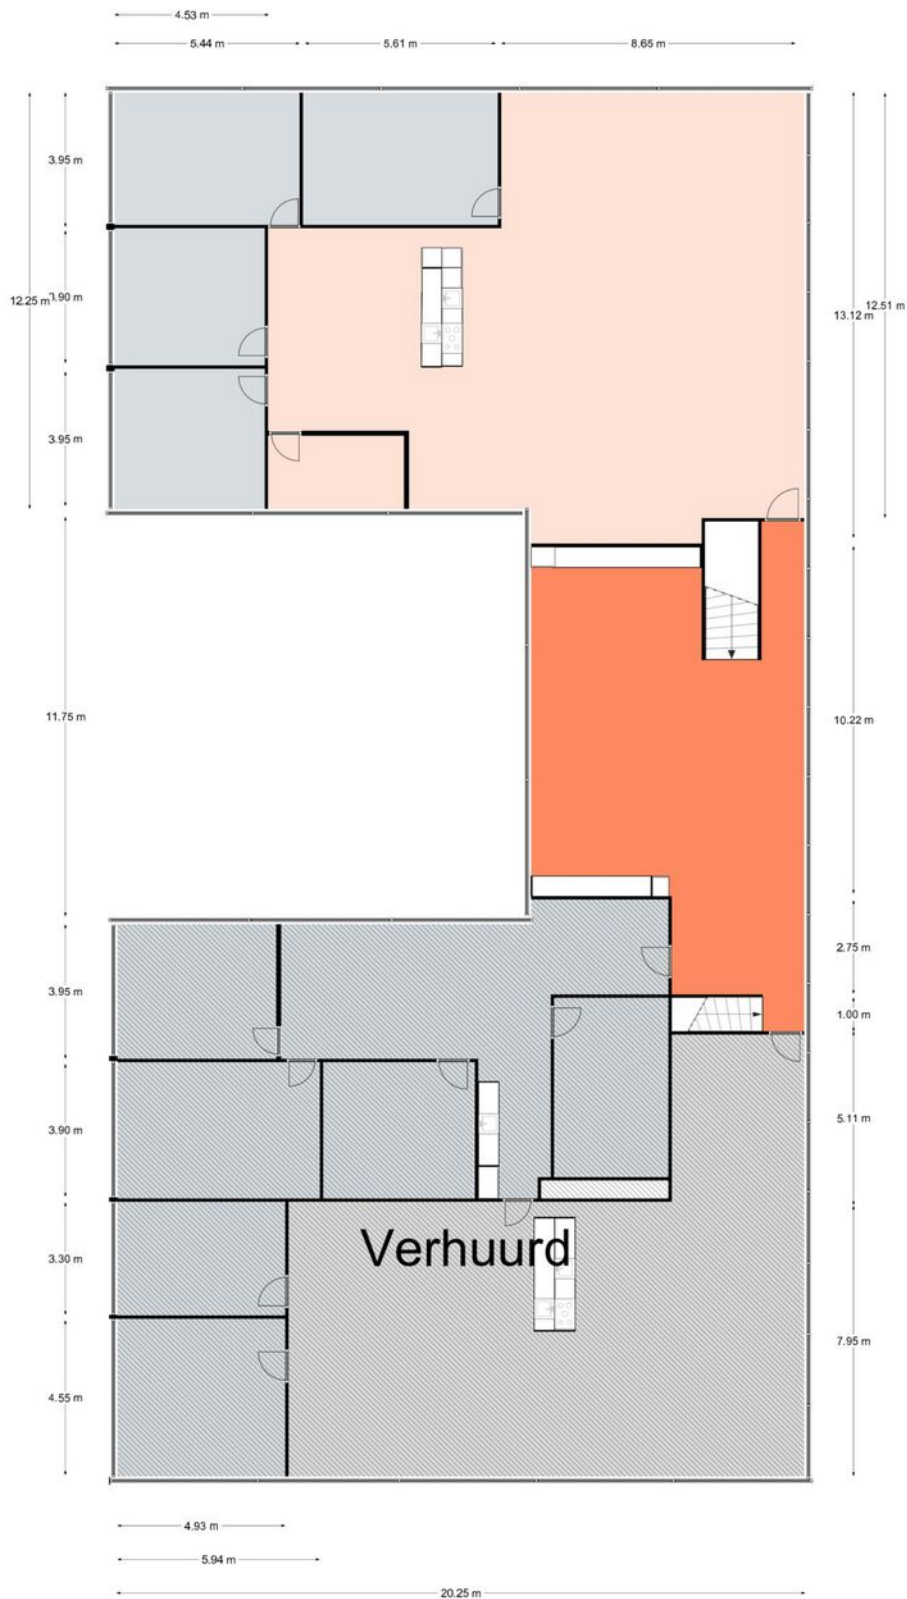 4.53 m
5.44 m 5.61 m 8.65 m
3.95 m
12.25 m 3.90 m 13.12 m 12.51 m
3.95 m
11.75 m 10.22 m
2.75 m
3.95 m 1.00 m
3.90 m 5.11 m
Verhuurd
3.30 m
7.95 m
4.55 m
4.93 m
5.94 m
20.25 m